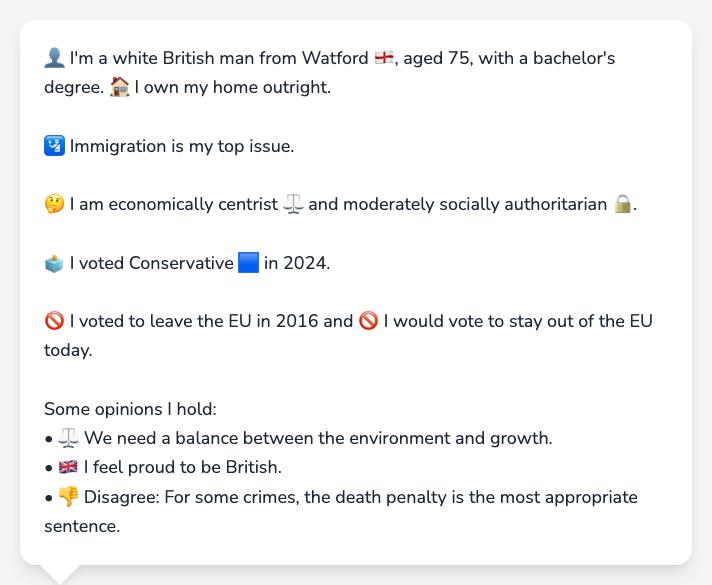 👤 I'm a white British man from Watford 🏴󠁧󠁢󠁥󠁮󠁧󠁿, aged 75, with a bachelor's
degree. 🏠 I own my home outright.
🛂 Immigration is my top issue.
🤔 I am economically centrist ⚖️ and moderately socially authoritarian 🔒.
🗳️ I voted Conservative 🟦 in 2024.
🚫 I voted to leave the EU in 2016 and 🚫 I would vote to stay out of the EU
today.
Some opinions I hold:
• ⚖️ We need a balance between the environment and growth.
• 🇬🇧 I feel proud to be British.
• 👎 Disagree: For some crimes, the death penalty is the most appropriate
sentence.